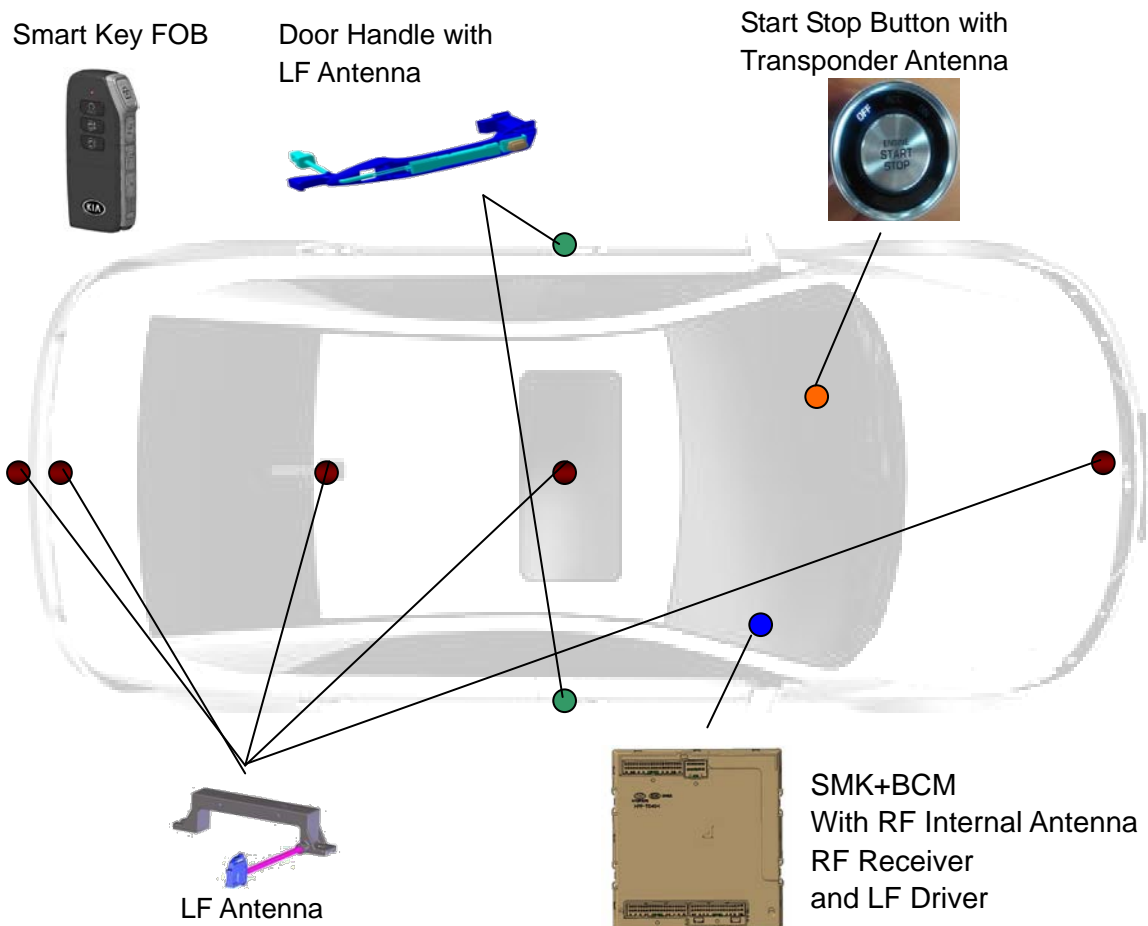 Smart Key FOB
Door Handle with
LF Antenna
Start Stop Button with
Transponder Antenna
KIA
OFF
ENGINE
START
STOP
LF Antenna
SMK+BCM
With RF Internal Antenna
RF Receiver
and LF Driver